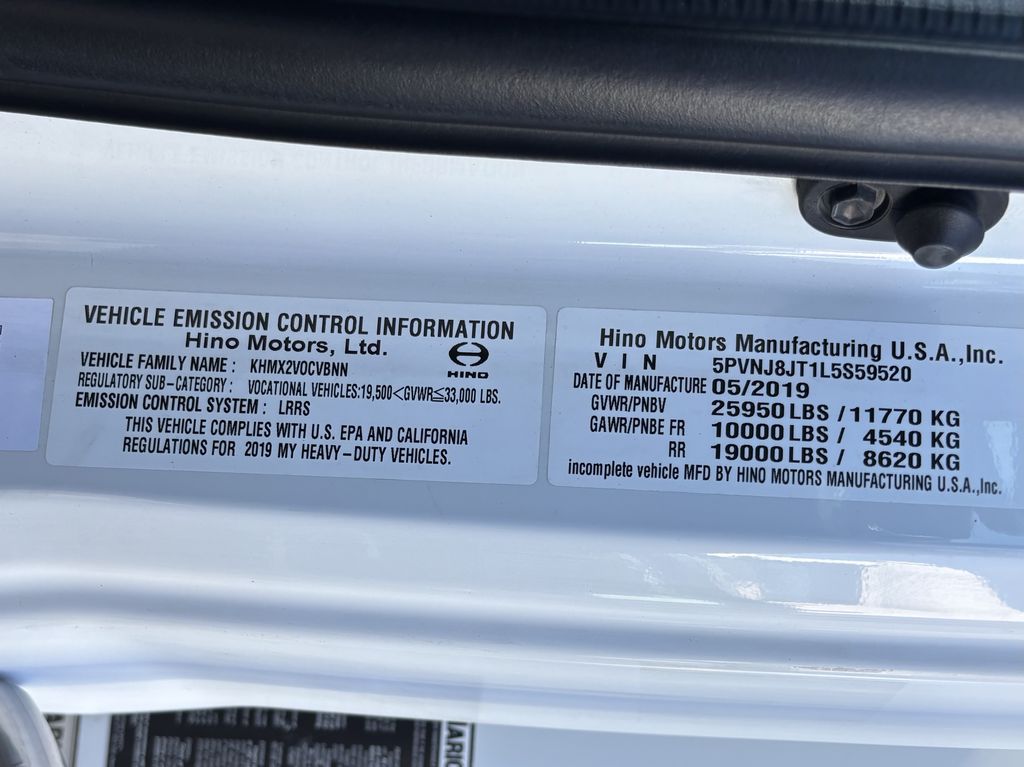 VEHICLE EMISSION CONTROL INFORMATION
Hino Motors, Ltd.
HINO
VEHICLE FAMILY NAME : KHMX2VOCVBNN
REGULATORY SUB-CATEGORY : VOCATIONAL VEHICLES:19,500<GVWR≦33,000 LBS.
EMISSION CONTROL SYSTEM : LRRS
THIS VEHICLE COMPLIES WITH U.S. EPA AND CALIFORNIA
REGULATIONS FOR 2019 MY HEAVY-DUTY VEHICLES.
Hino Motors Manufacturing U.S.A.,Inc.
V I N 5PVNJ8JT1L5S59520
DATE OF MANUFACTURE 05/2019
GVWR/PNBV 25950 LBS / 11770 KG
GAWR/PNBE FR 10000 LBS / 4540 KG
RR 19000 LBS / 8620 KG
incomplete vehicle MFD BY HINO MOTORS MANUFACTURING U.S.A.,Inc.